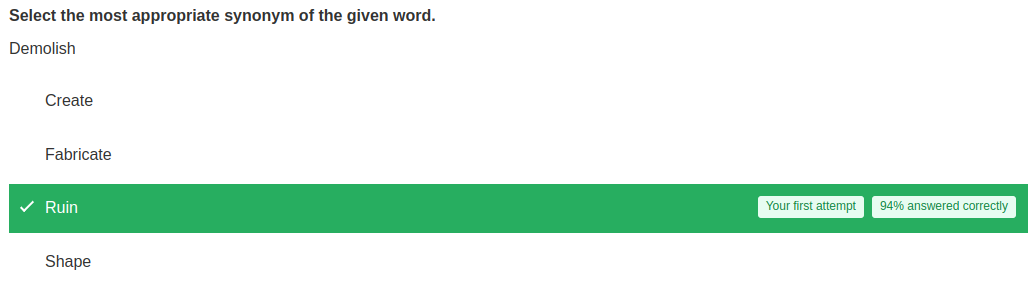 Select the most appropriate synonym of the given word.
Demolish
Create
Fabricate
Ruin Your first attempt 94% answered correctly
Shape